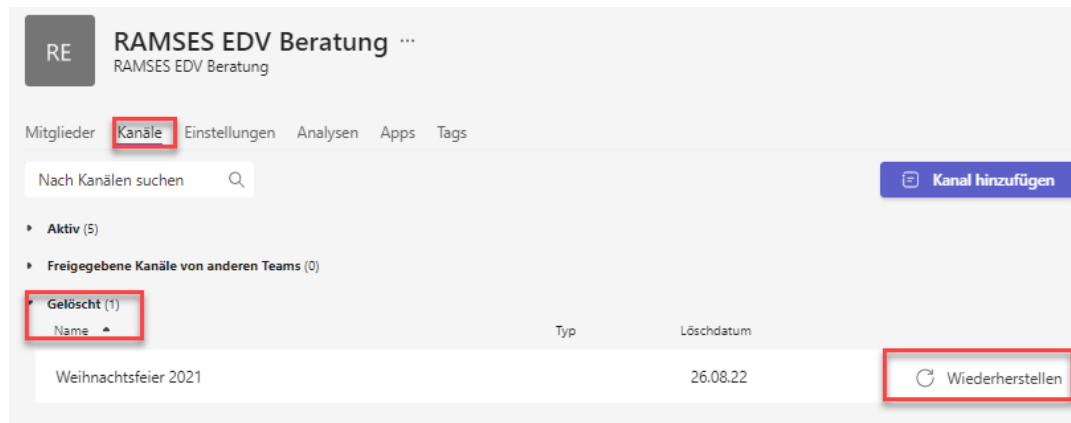 RE
RAMSES EDV Beratung ...
RAMSES EDV Beratung
Mitglieder Kanäle Einstellungen Analysen Apps Tags
Nach Kanälen suchen Kanal hinzufügen
Aktiv (5)
Freigegebene Kanäle von anderen Teams (0)
Gelöscht (1)
Name Typ Löschdatum
Weihnachtsfeier 2021 26.08.22 Wiederherstellen